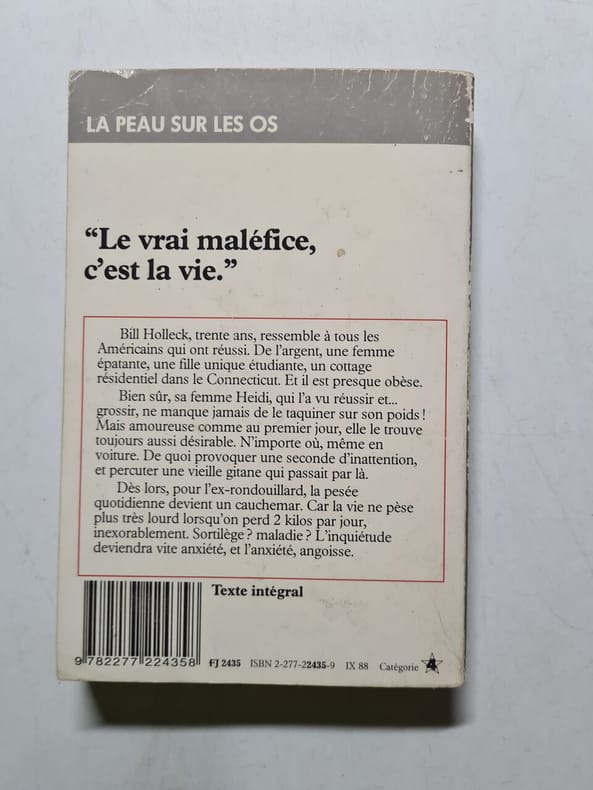 LA PEAU SUR LES OS
“Le vrai maléfice,
c’est la vie.”
Bill Holleck, trente ans, ressemble à tous les
Américains qui ont réussi. De l’argent, une femme
épatante, une fille unique étudiante, un cottage
résidentiel dans le Connecticut. Et il est presque obèse.
Bien sûr, sa femme Heidi, qui l’a vu réussir et...
grossir, ne manque jamais de le taquiner sur son poids !
Mais amoureuse comme au premier jour, elle le trouve
toujours aussi désirable. N’importe où, même en
voiture. De quoi provoquer une seconde d’inattention,
et percuter une vieille gitane qui passait par là.
Dès lors, pour l’ex-rondouillard, la pesée
quotidienne devient un cauchemar. Car la vie ne pèse
plus très lourd lorsqu’on perd 2 kilos par jour,
inexorablement. Sortilège ? maladie ? L’inquiétude
deviendra vite anxiété, et l’anxiété, angoisse.
Texte intégral
9 782277 224358 FJ 2435 ISBN 2-277-22435-9 IX 88 Catégorie 4